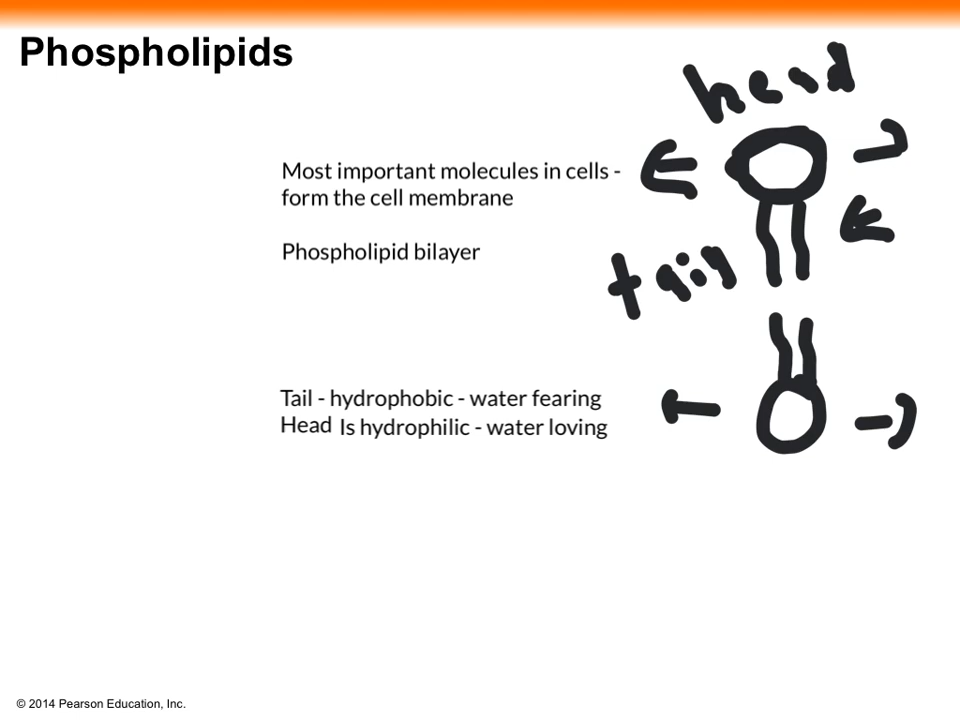 Phospholipids
head
Most important molecules in cells -
form the cell membrane
Phospholipid bilayer
tail
Tail - hydrophobic - water fearing
Head Is hydrophilic - water loving
© 2014 Pearson Education, Inc.